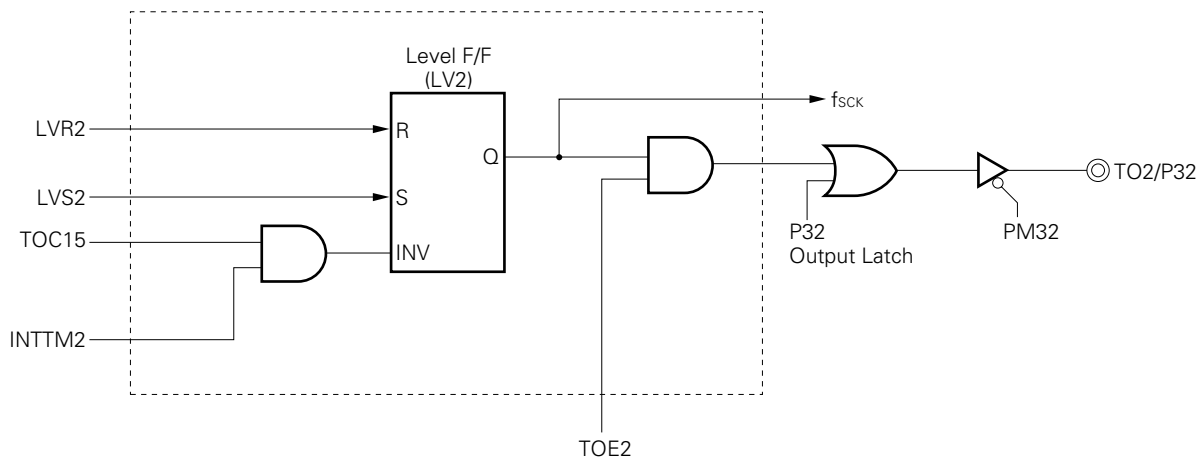 Level F/F
(LV2)
fSCK
LVR2
R
Q
TO2/P32
LVS2
S
TOC15
P32
Output Latch
PM32
INV
INTTM2
TOE2